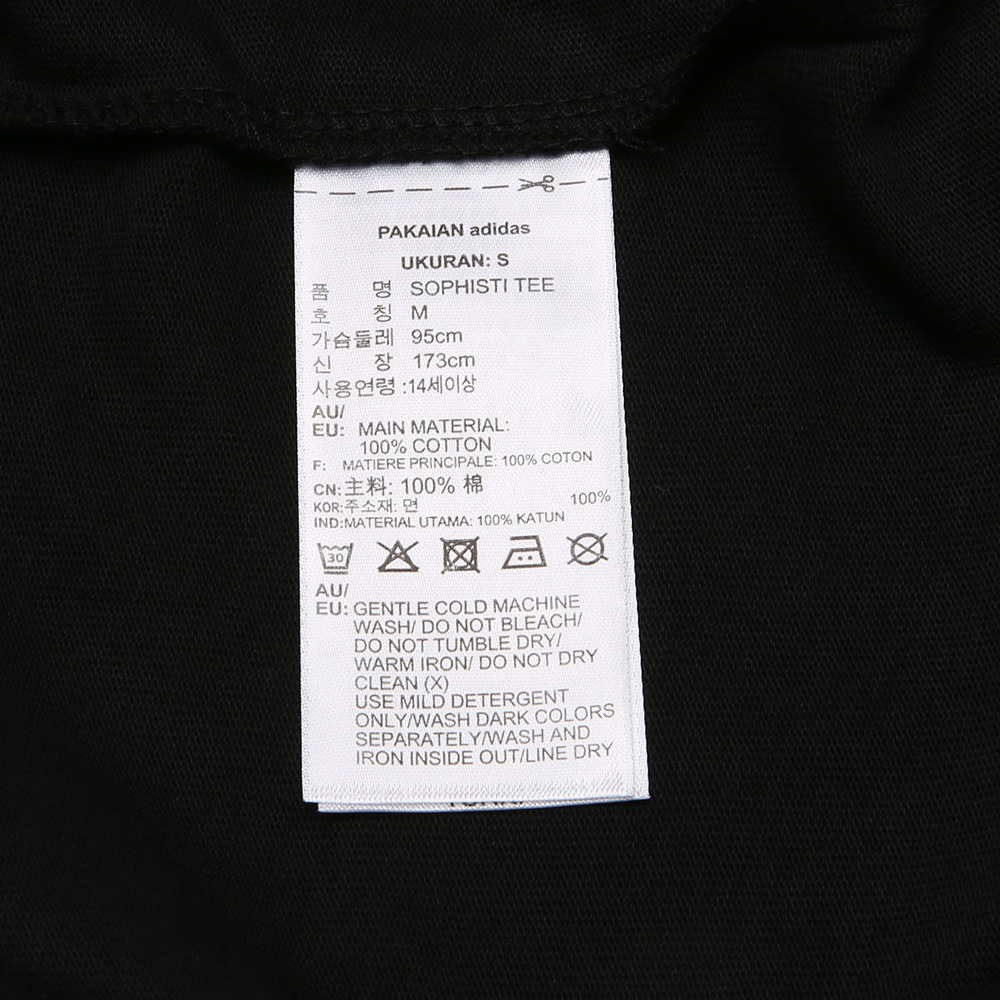 PAKAIAN adidas
UKURAN: S
품 명 SOPHISTI TEE
호 칭 M
가슴둘레 95cm
신 장 173cm
사용연령 :14세이상
AU/
EU: MAIN MATERIAL:
100% COTTON
F: MATIERE PRINCIPALE: 100% COTON
CN:主料: 100% 棉
KOR:주소재: 면 100%
IND:MATERIAL UTAMA: 100% KATUN
30
AU/
EU: GENTLE COLD MACHINE
WASH/ DO NOT BLEACH/
DO NOT TUMBLE DRY/
WARM IRON/ DO NOT DRY
CLEAN (X)
USE MILD DETERGENT
ONLY/WASH DARK COLORS
SEPARATELY/WASH AND
IRON INSIDE OUT/LINE DRY